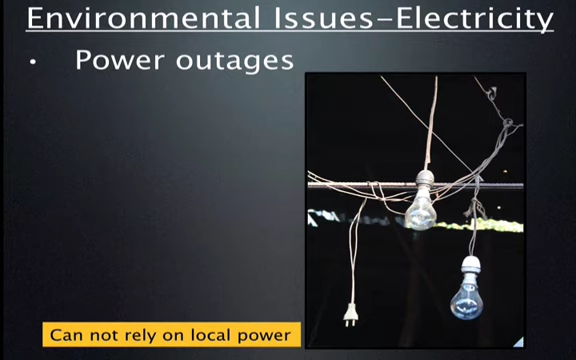 Environmental Issues-Electricity
• Power outages
Can not rely on local power